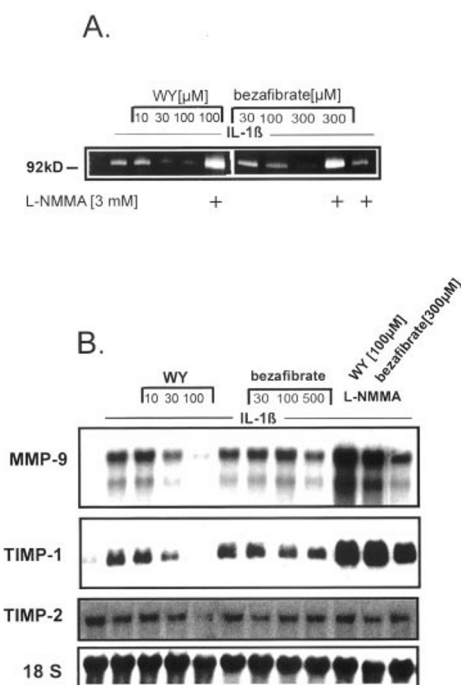 A.
WY[µM] bezafibrate[µM]
10 30 100 100 30 100 300 300
IL-1ß
92kD
L-NMMA [3 mM] + + +
B.
WY [100µM]
bezafibrate[300µM]
WY bezafibrate L-NMMA
10 30 100 30 100 500
IL-1ß
MMP-9
TIMP-1
TIMP-2
18 S